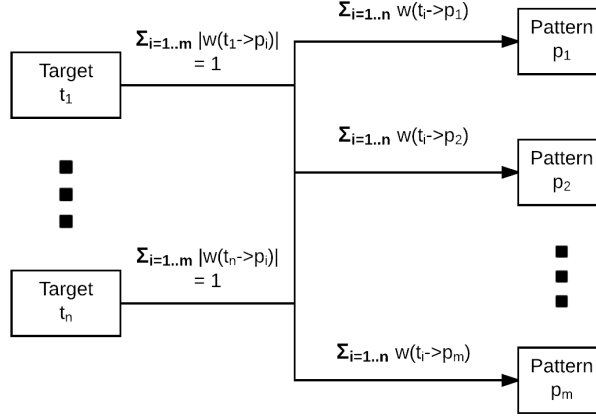 Target
t₁
Σᵢ₌₁..ₘ |w(t₁->pᵢ)|
= 1
Σᵢ₌₁..ₙ w(tᵢ->p₁)
Pattern
p₁
Σᵢ₌₁..ₙ w(tᵢ->p₂)
Pattern
p₂
Target
tₙ
Σᵢ₌₁..ₘ |w(tₙ->pᵢ)|
= 1
Σᵢ₌₁..ₙ w(tᵢ->pₘ)
Pattern
pₘ